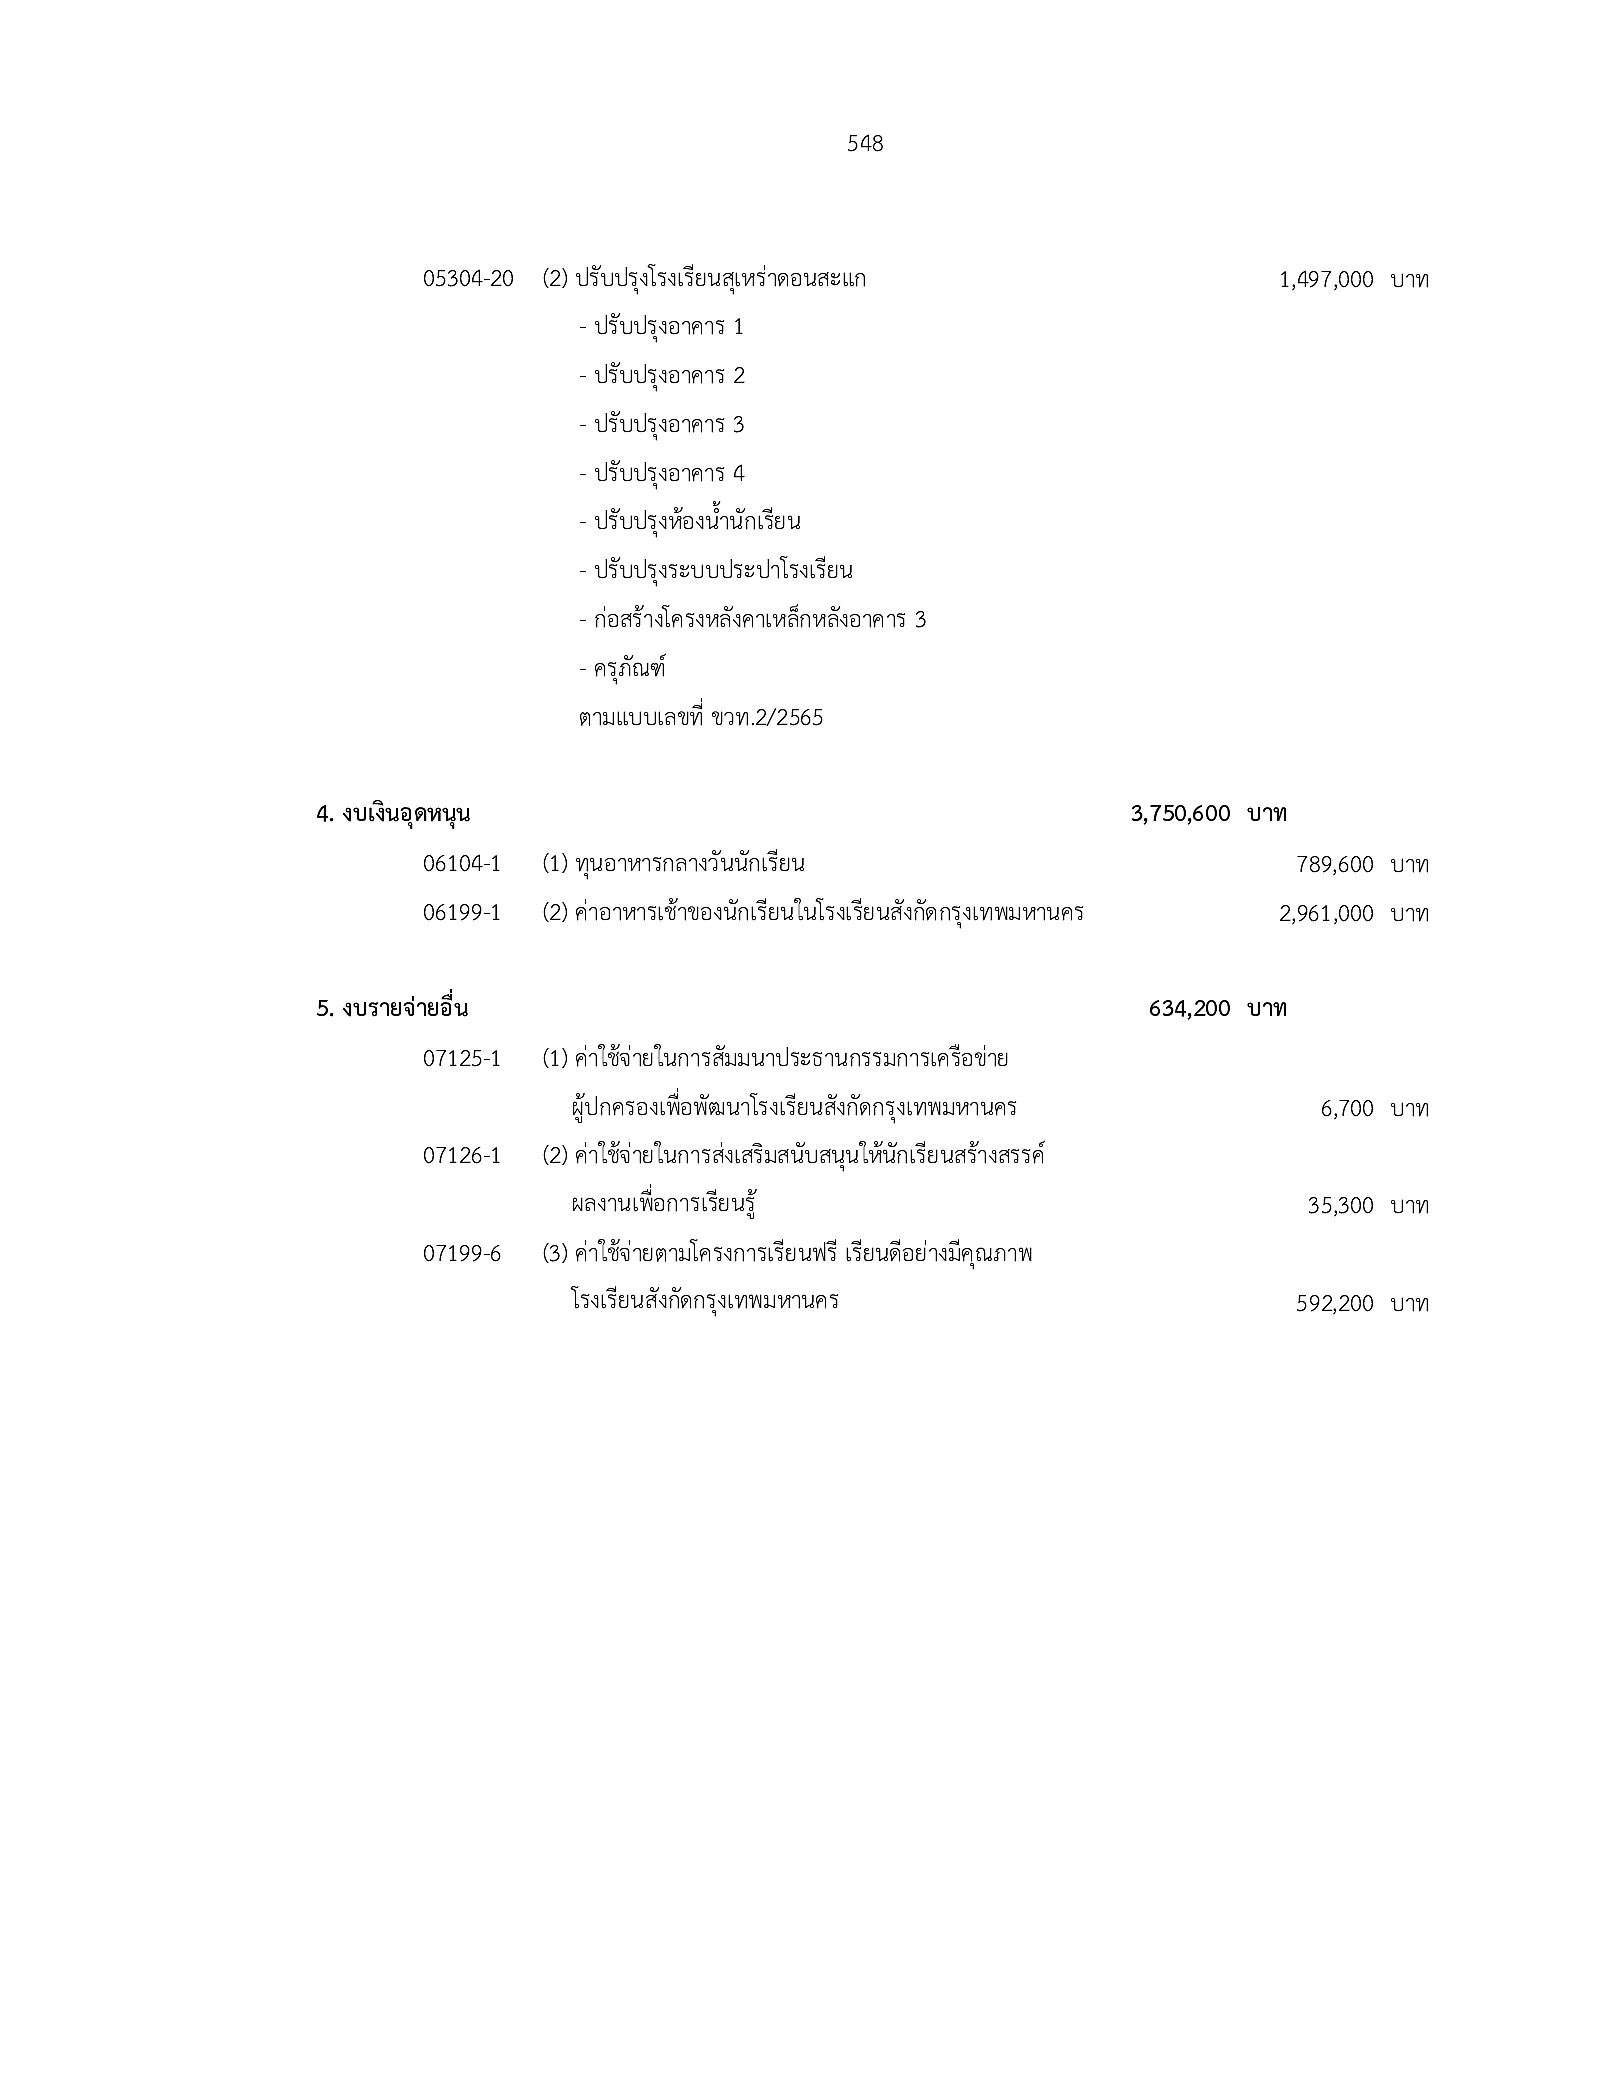 548
05304-20 (2) ปรับปรุงโรงเรียนสุเหร่าดอนสะแก 1,497,000 บาท
- ปรับปรุงอาคาร 1
- ปรับปรุงอาคาร 2
- ปรับปรุงอาคาร 3
- ปรับปรุงอาคาร 4
- ปรับปรุงห้องน้ำนักเรียน
- ปรับปรุงระบบประปาโรงเรียน
- ก่อสร้างโครงหลังคาเหล็กหลังอาคาร 3
- ครุภัณฑ์
ตามแบบเลขที่ ขวท.2/2565
4. งบเงินอุดหนุน 3,750,600 บาท
06104-1 (1) ทุนอาหารกลางวันนักเรียน 789,600 บาท
06199-1 (2) ค่าอาหารเช้าของนักเรียนในโรงเรียนสังกัดกรุงเทพมหานคร 2,961,000 บาท
5. งบรายจ่ายอื่น 634,200 บาท
07125-1 (1) ค่าใช้จ่ายในการสัมมนาประธานกรรมการเครือข่าย
ผู้ปกครองเพื่อพัฒนาโรงเรียนสังกัดกรุงเทพมหานคร 6,700 บาท
07126-1 (2) ค่าใช้จ่ายในการส่งเสริมสนับสนุนให้นักเรียนสร้างสรรค์
ผลงานเพื่อการเรียนรู้ 35,300 บาท
07199-6 (3) ค่าใช้จ่ายตามโครงการเรียนฟรี เรียนดีอย่างมีคุณภาพ
โรงเรียนสังกัดกรุงเทพมหานคร 592,200 บาท